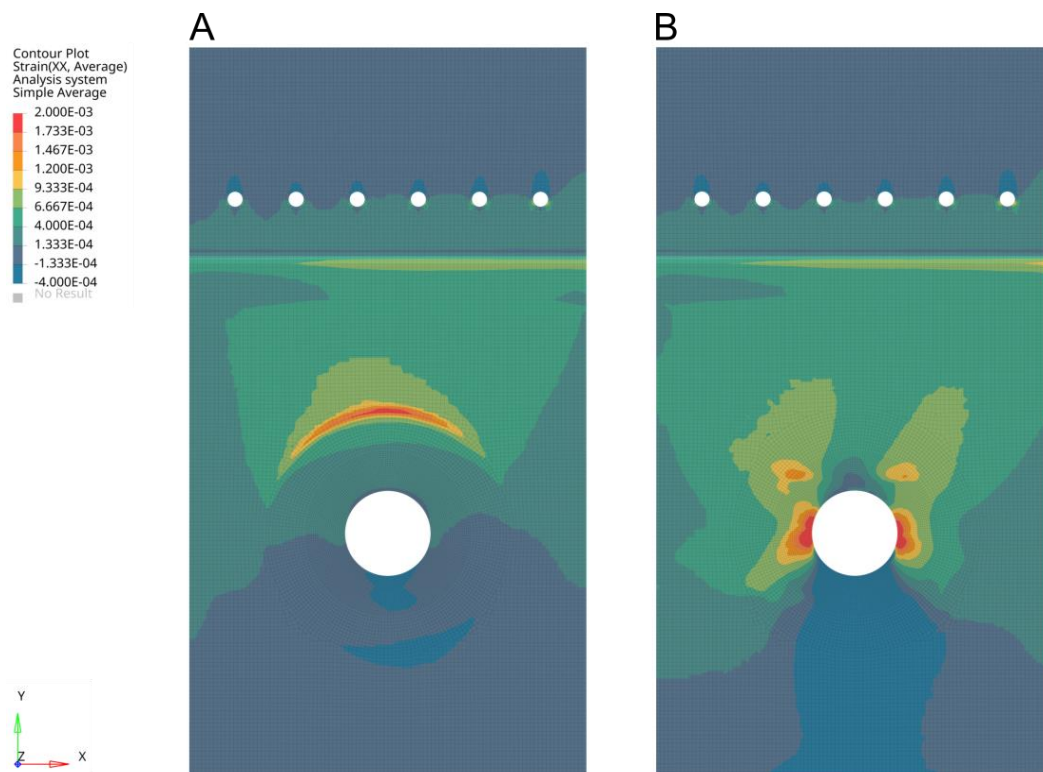 A
B
Contour Plot
Strain(XX, Average)
Analysis system
Simple Average
2.000E-03
1.733E-03
1.467E-03
1.200E-03
9.333E-04
6.667E-04
4.000E-04
1.333E-04
-1.333E-04
-4.000E-04
No Result
Y
Z
X